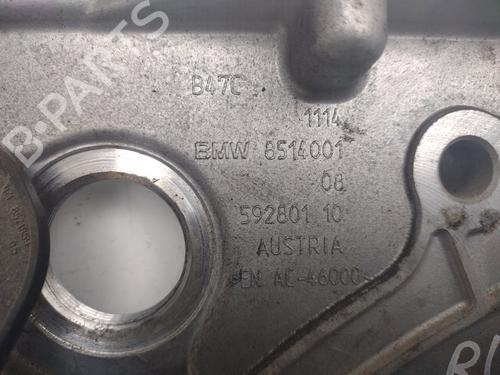 B47C
1114
BMW 8514001
08
592801 10
AUSTRIA
EN AC-46000
B-PARTS